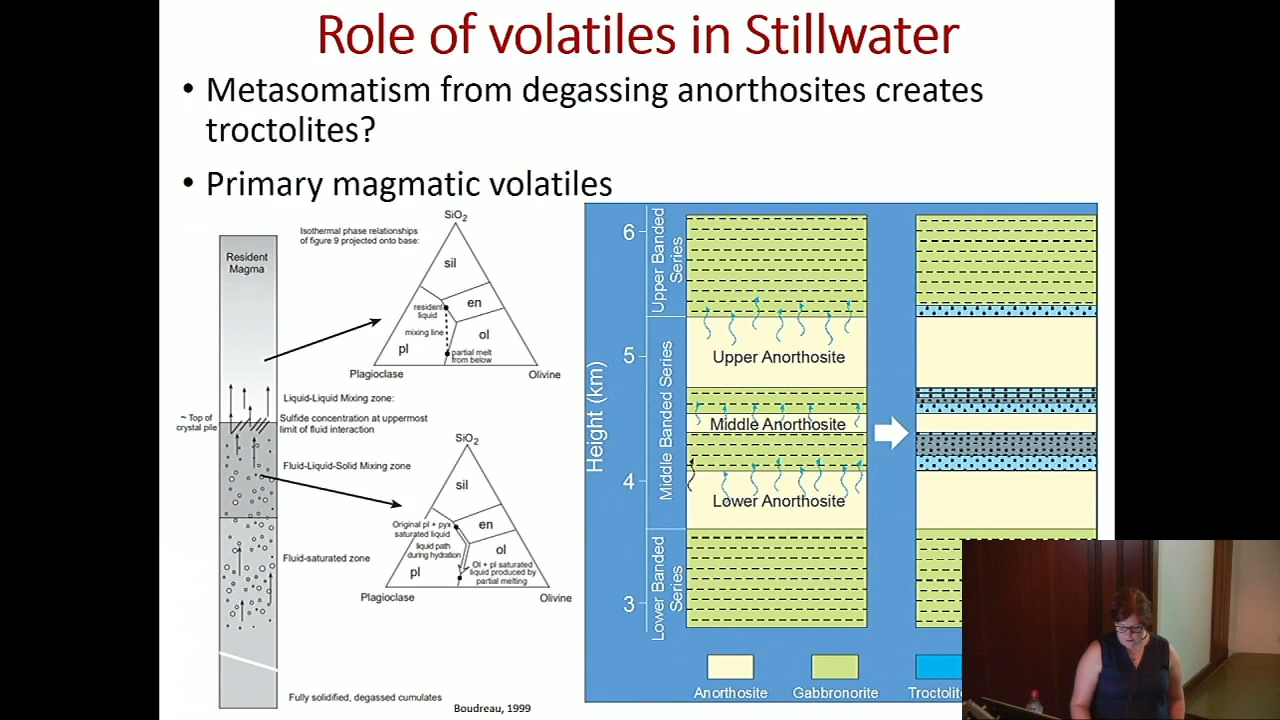 Role of volatiles in Stillwater
• Metasomatism from degassing anorthosites creates
troctolites?
• Primary magmatic volatiles
Resident
Magma
~ Top of
crystal pile
Isothermal phase relationships
of figure 9 projected onto base:
SiO2
sil
en
resident
liquid
mixing line
ol
pl
partial melt
from below
Plagioclase
Olivine
Liquid-Liquid Mixing zone:
Sulfide concentration at uppermost
limit of fluid interaction
Fluid-Liquid-Solid Mixing zone
SiO2
sil
Original pl + pyx
saturated liquid
en
liquid path
during hydration
ol
pl
Ol + pl saturated
liquid produced by
partial melting
Plagioclase
Olivine
Fluid-saturated zone
Fully solidified, degassed cumulates
Boudreau, 1999
Height (km)
6
5
4
3
Upper Banded
Series
Middle Banded Series
Lower Banded
Series
Upper Anorthosite
Middle Anorthosite
Lower Anorthosite
Anorthosite
Gabbronorite
Troctolit